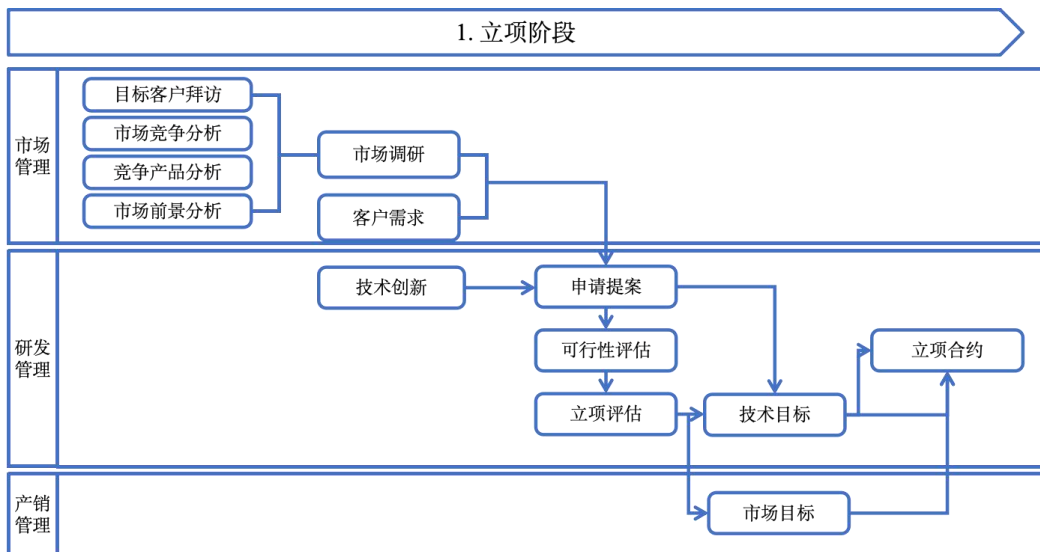 1. 立项阶段
市场
管理
目标客户拜访
市场竞争分析
竞争产品分析
市场前景分析
市场调研
客户需求
研发
管理
技术创新
申请提案
可行性评估
立项评估
技术目标
立项合约
产销
管理
市场目标